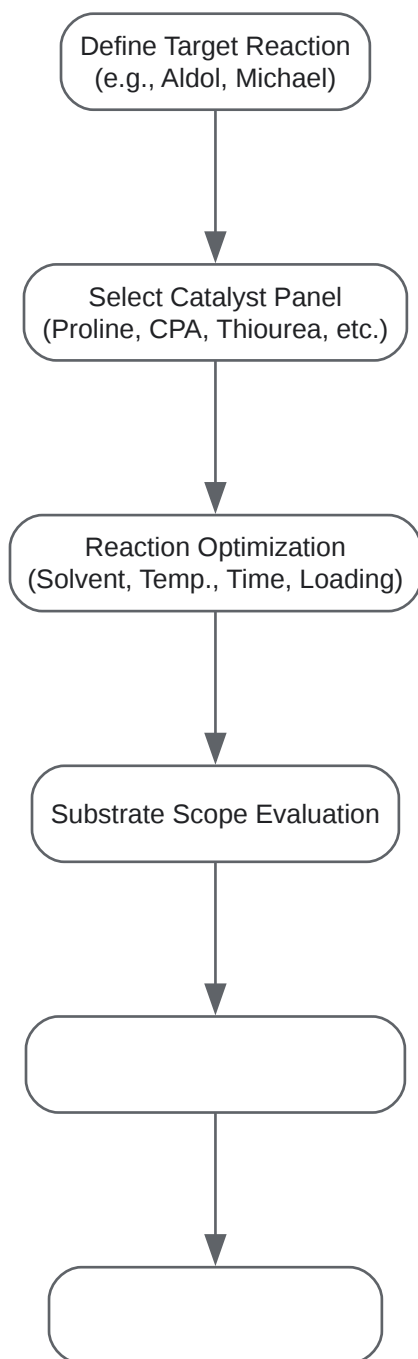 Define Target Reaction
(e.g., Aldol, Michael)
Select Catalyst Panel
(Proline, CPA, Thiourea, etc.)
Reaction Optimization
(Solvent, Temp., Time, Loading)
Substrate Scope Evaluation